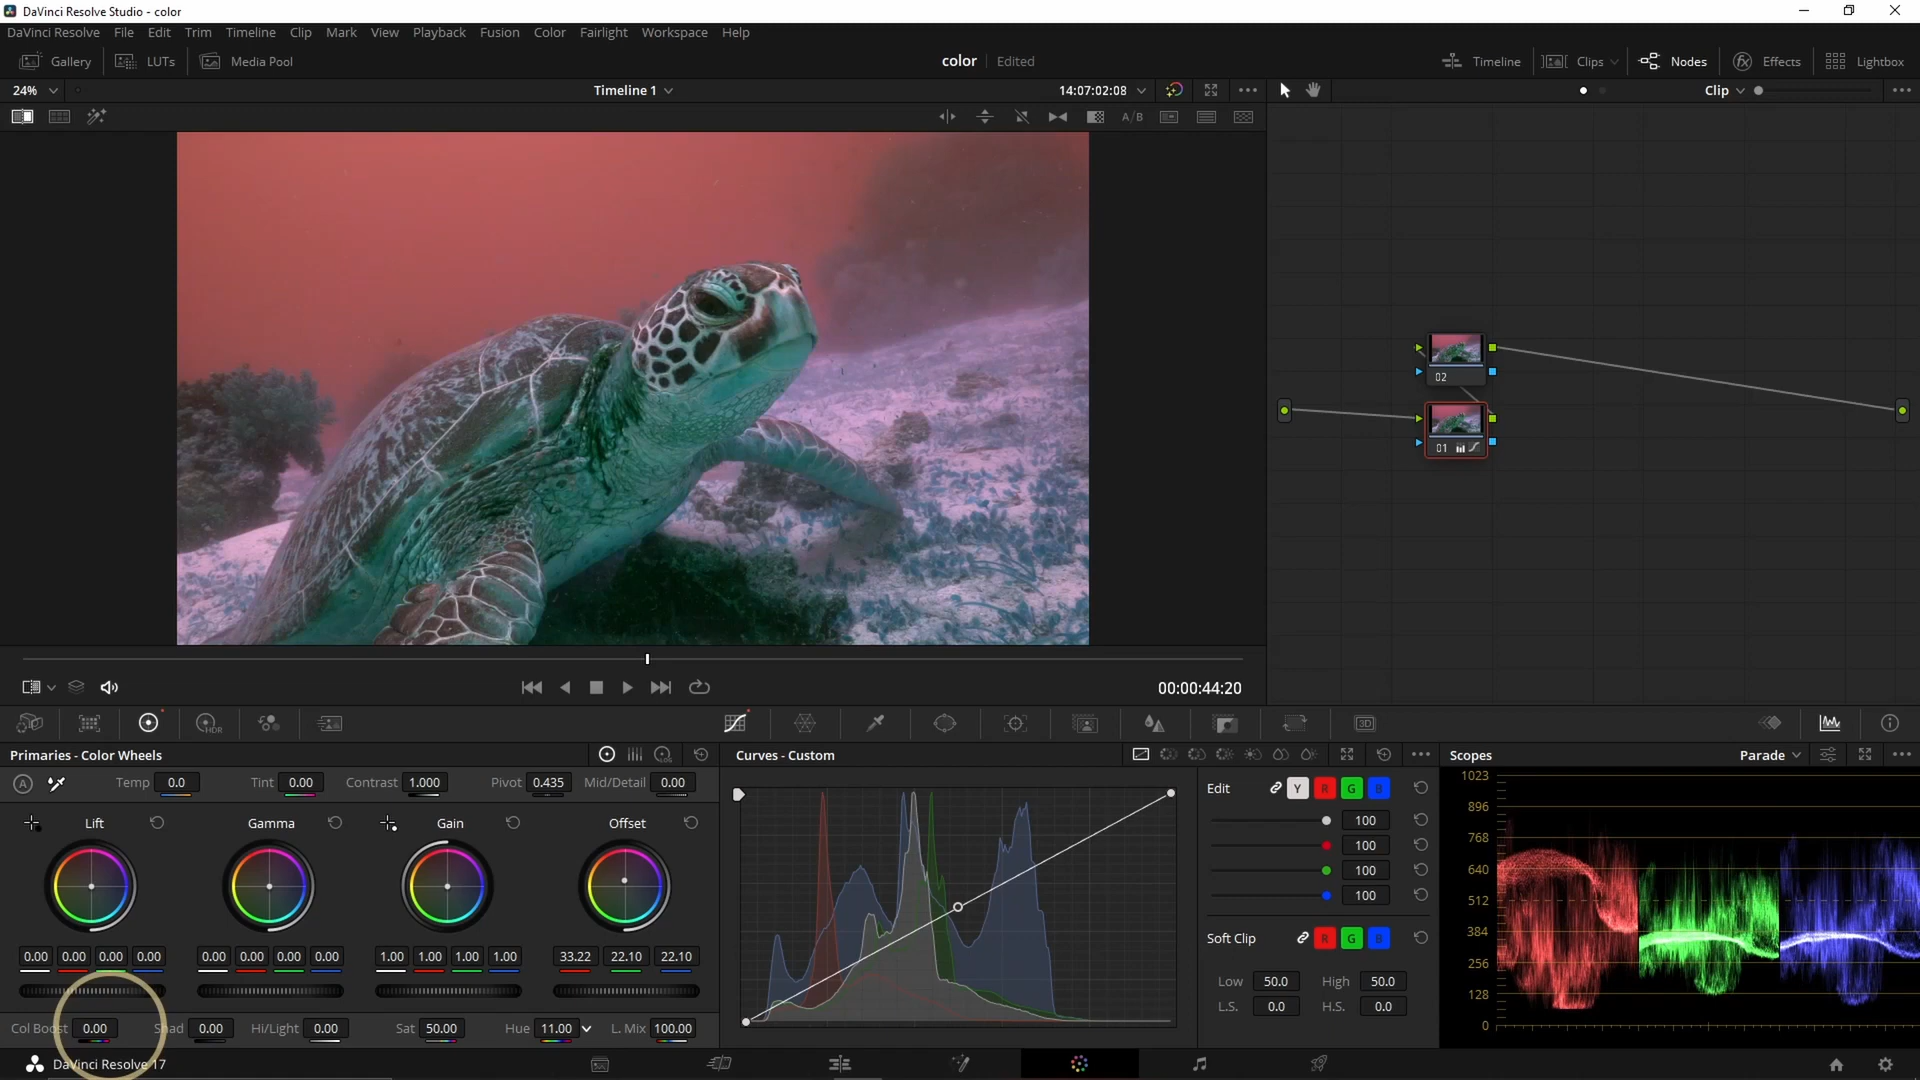 DaVinci Resolve Studio - color
DaVinci Resolve File Edit Trim Timeline Clip Mark View Playback Fusion Color Fairlight Workspace Help
Gallery LUTs Media Pool color Edited Timeline Clips Nodes Effects Lightbox
24% Timeline 1 14:07:02:08 Clip
A/B
02
01
00:00:44:20
HDR 3D
Primaries - Color Wheels LOG Curves - Custom Scopes Parade
A Temp 0.0 Tint 0.00 Contrast 1.000 Pivot 0.435 Mid/Detail 0.00
Edit Y R G B
Lift Gamma Gain Offset
100
100
100
100
Soft Clip R G B
Low 50.0 High 50.0
L.S. 0.0 H.S. 0.0
1023
896
768
640
512
384
256
128
0
0.00 0.00 0.00 0.00 0.00 0.00 0.00 0.00 1.00 1.00 1.00 1.00 33.22 22.10 22.10
Col Boost 0.00 Shad 0.00 Hi/Light 0.00 Sat 50.00 Hue 11.00 L. Mix 100.00
DaVinci Resolve 17